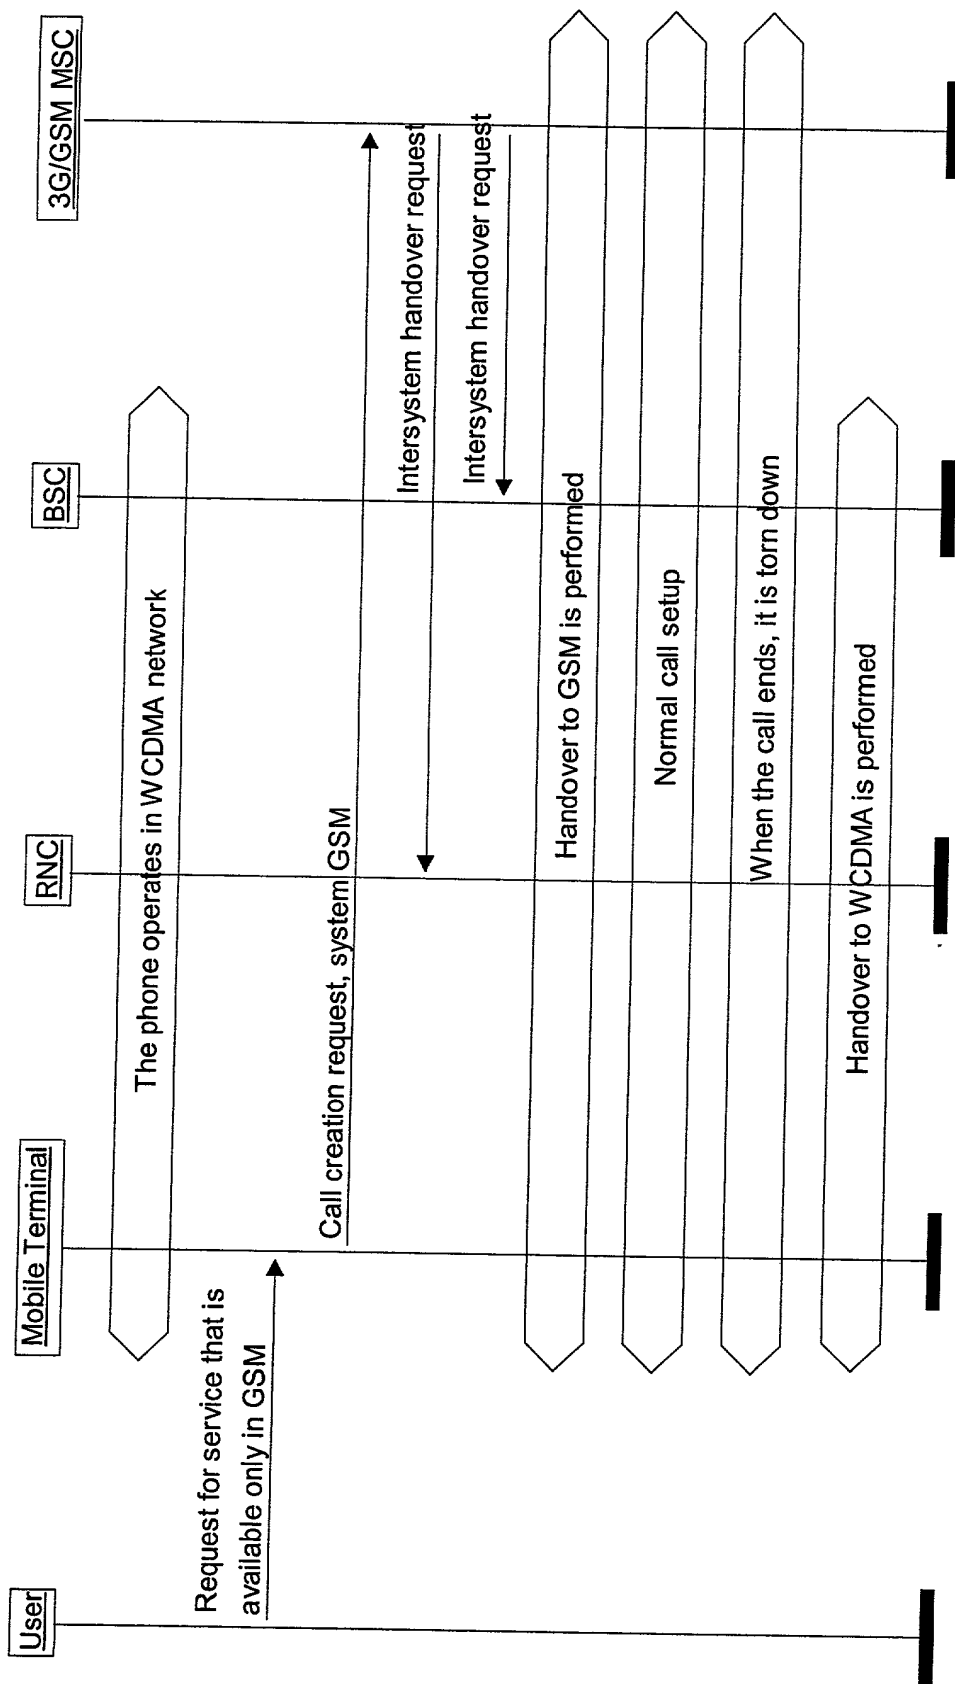 User
Mobile Terminal
RNC
BSC
3G/GSM MSC
The phone operates in WCDMA network
Request for service that is
available only in GSM
Call creation request, system GSM
Intersystem handover request
Intersystem handover request
Handover to GSM is performed
Normal call setup
When the call ends, it is torn down
Handover to WCDMA is performed